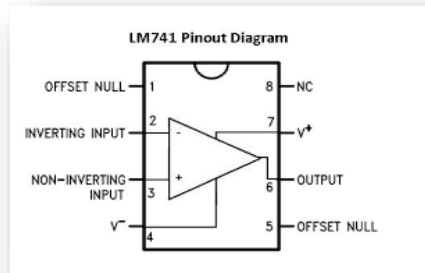 LM741 Pinout Diagram
OFFSET NULL 1
8 NC
INVERTING INPUT 2
-
7 V+
NON-INVERTING
INPUT 3
+
6 OUTPUT
V- 4
5 OFFSET NULL